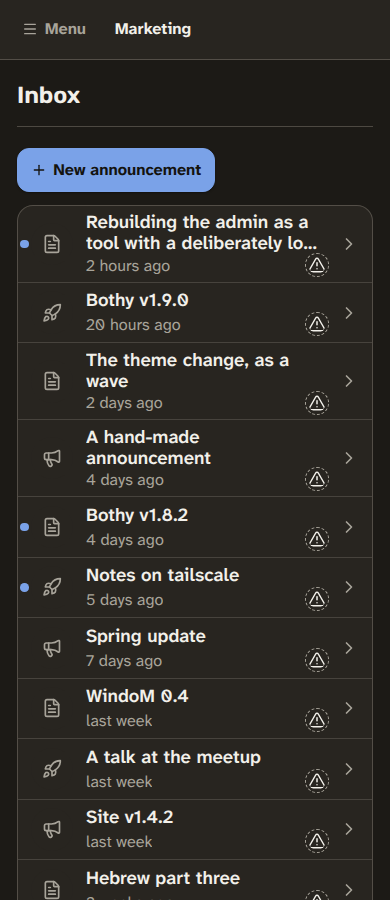 Menu Marketing
Inbox
+ New announcement
Rebuilding the admin as a
tool with a deliberately lo...
2 hours ago
Bothy v1.9.0
20 hours ago
The theme change, as a
wave
2 days ago
A hand-made
announcement
4 days ago
Bothy v1.8.2
4 days ago
Notes on tailscale
5 days ago
Spring update
7 days ago
WindoM 0.4
last week
A talk at the meetup
last week
Site v1.4.2
last week
Hebrew part three